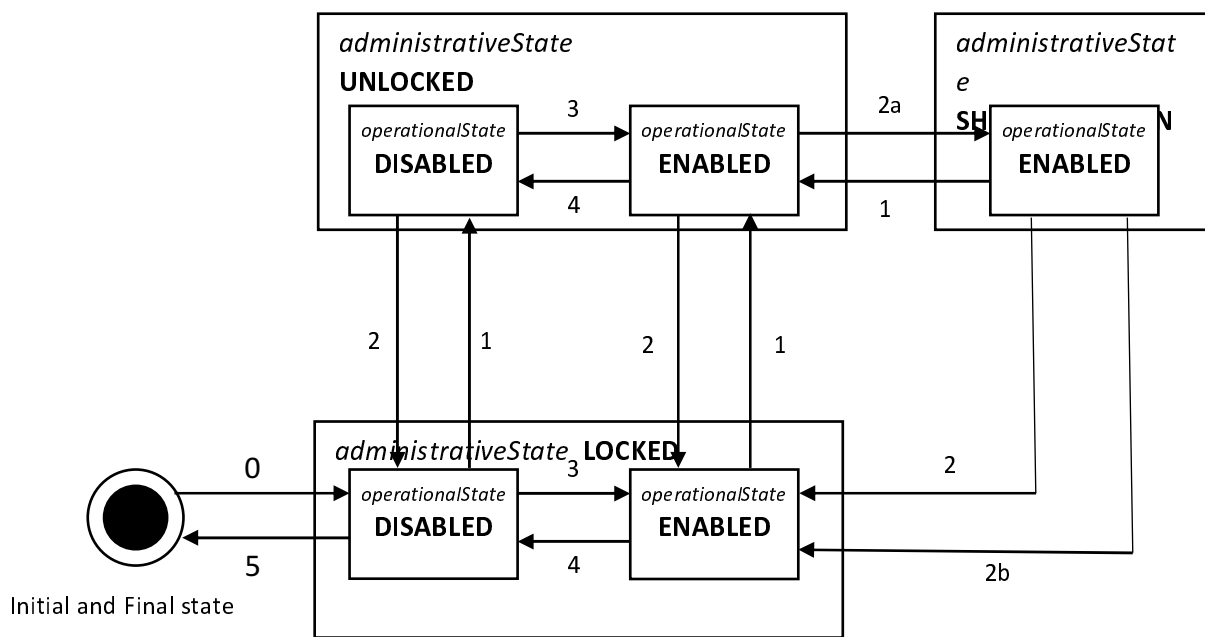 administrativeState
UNLOCKED
administrativeStat
e
3
2a
operationalState
DISABLED
operationalState
ENABLED
operationalState
ENABLED
4
1
2
1
2
1
administrativeState LOCKED
0
3
2
operationalState
DISABLED
operationalState
ENABLED
5
4
2b
Initial and Final state